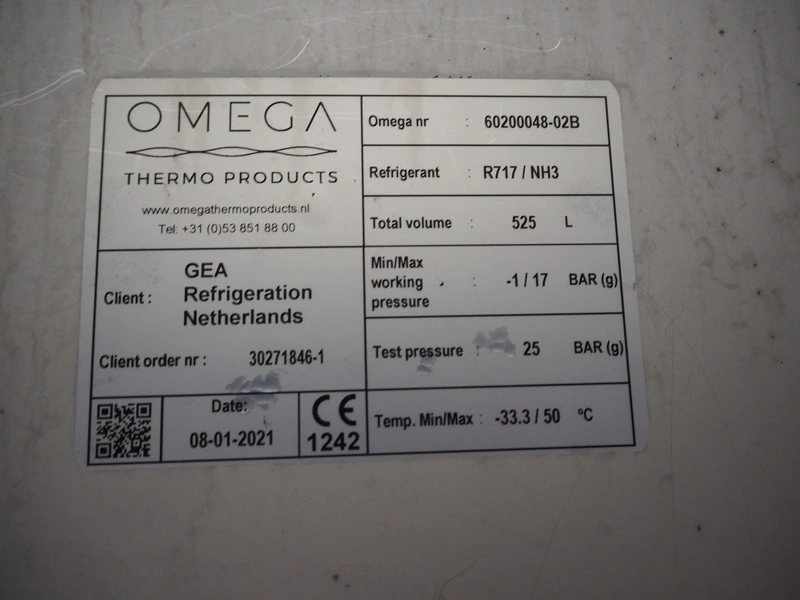 OMEGA
THERMO PRODUCTS
www.omegathermoproducts.nl
Tel: +31 (0)53 851 88 00
Client : GEA
Refrigeration
Netherlands
Client order nr : 30271846-1
Date:
08-01-2021
CE
1242
Omega nr : 60200048-02B
Refrigerant : R717 / NH3
Total volume : 525 L
Min/Max
working : -1 / 17 BAR (g)
pressure
Test pressure : 25 BAR (g)
Temp. Min/Max : -33.3 / 50 ºC